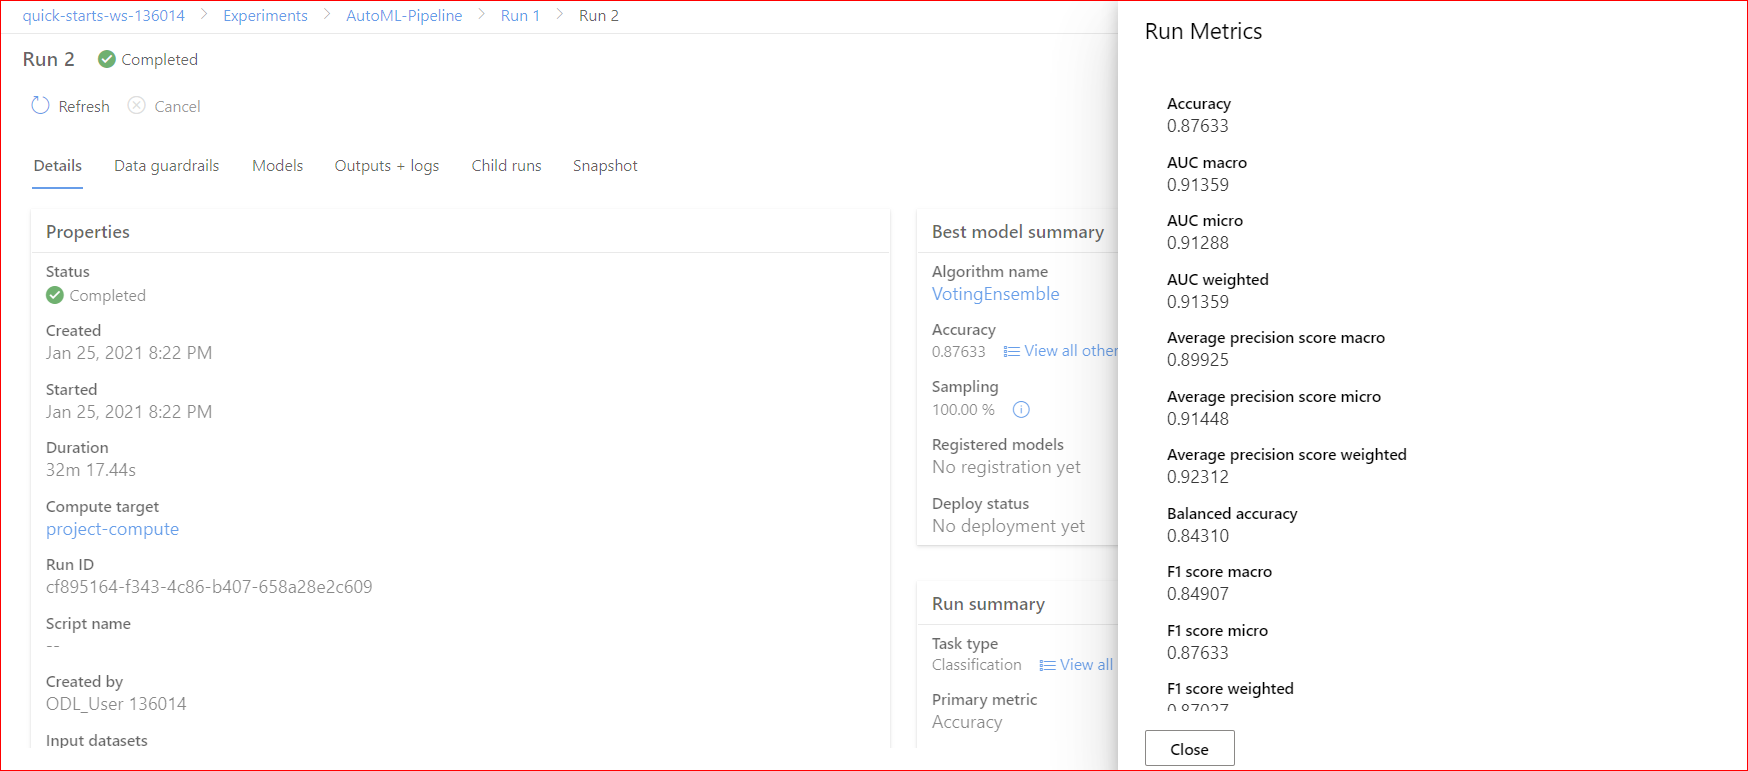 quick-starts-ws-136014 > Experiments > AutoML-Pipeline > Run 1 > Run 2
Run 2 Completed
Refresh Cancel
Details Data guardrails Models Outputs + logs Child runs Snapshot
Properties
Status
Completed
Created
Jan 25, 2021 8:22 PM
Started
Jan 25, 2021 8:22 PM
Duration
32m 17.44s
Compute target
project-compute
Run ID
cf895164-f343-4c86-b407-658a28e2c609
Script name
--
Created by
ODL_User 136014
Input datasets
Best model summary
Algorithm name
VotingEnsemble
Accuracy
0.87633 View all other
Sampling
100.00 %
Registered models
No registration yet
Deploy status
No deployment yet
Run summary
Task type
Classification View all
Primary metric
Accuracy
Run Metrics
Accuracy
0.87633
AUC macro
0.91359
AUC micro
0.91288
AUC weighted
0.91359
Average precision score macro
0.89925
Average precision score micro
0.91448
Average precision score weighted
0.92312
Balanced accuracy
0.84310
F1 score macro
0.84907
F1 score micro
0.87633
F1 score weighted
0.87027
Close